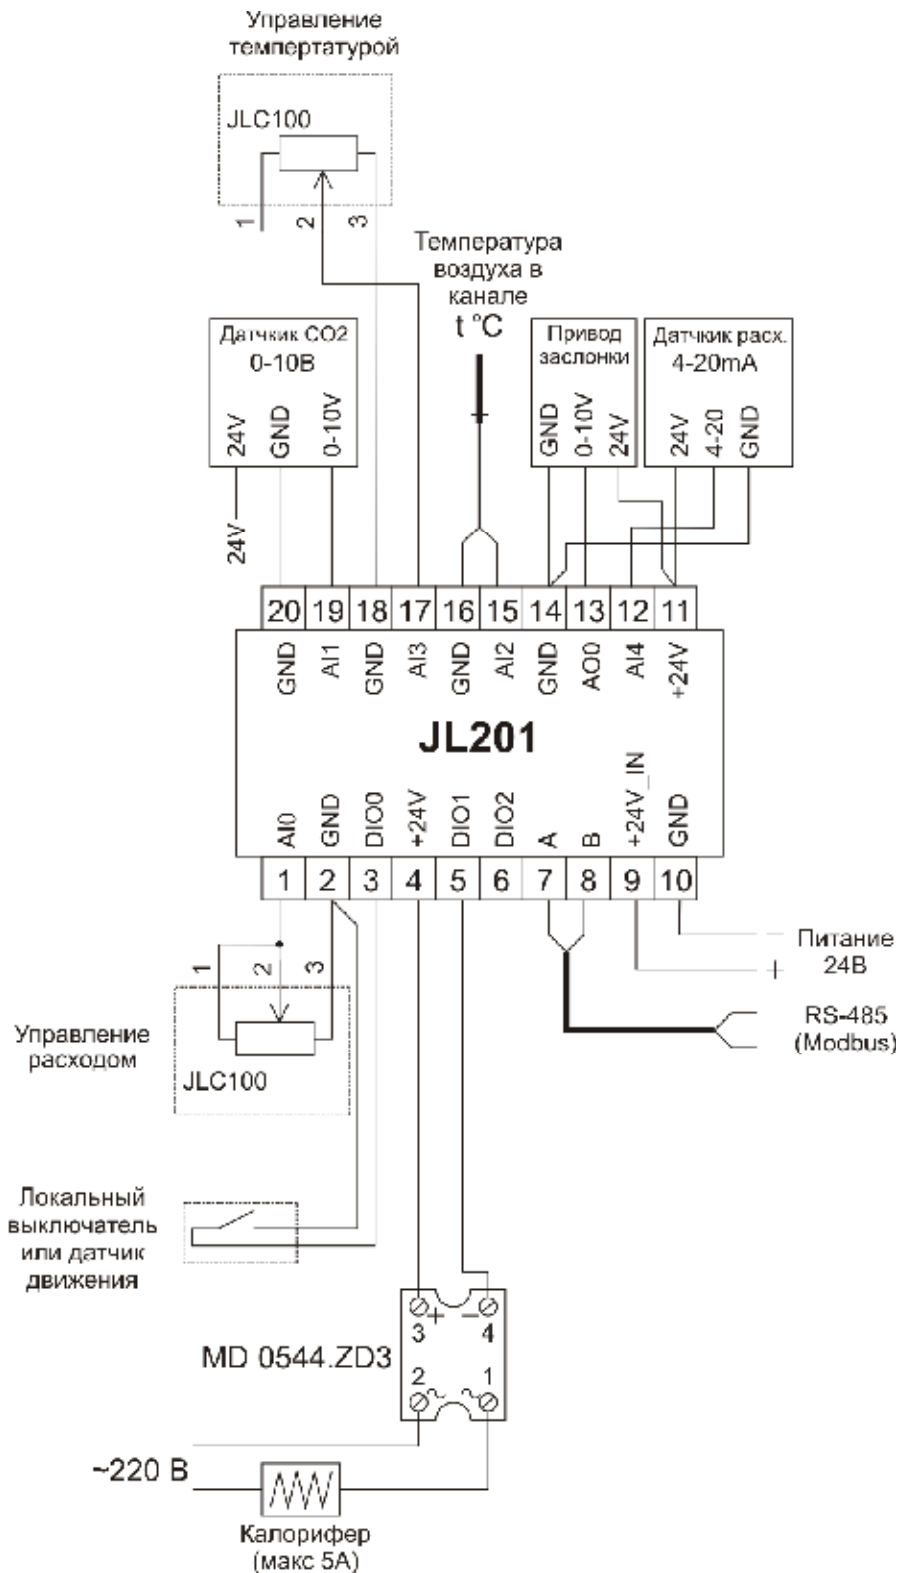 Управление
темпертатурой
JLC100
1
2
3
Температура
воздуха в
канале
t °C
Датчкик CO2
0-10В
24V
GND
0-10V
24V
Привод
заслонки
GND
0-10V
24V
Датчкик расх.
4-20mA
24V
4-20
GND
20 19 18 17 16 15 14 13 12 11
GND AI1 GND AI3 GND AI2 GND AO0 AI4 +24V
JL201
AI0 GND DIO0 +24V DIO1 DIO2 A B +24V_IN GND
1 2 3 4 5 6 7 8 9 10
1
2
3
Управление
расходом
JLC100
Питание
24В
− +
RS-485
(Modbus)
Локальный
выключатель
или датчик
движения
+ −
3 4
MD 0544.ZD3
2 1
~ ~
~220 В
Калорифер
(макс 5А)